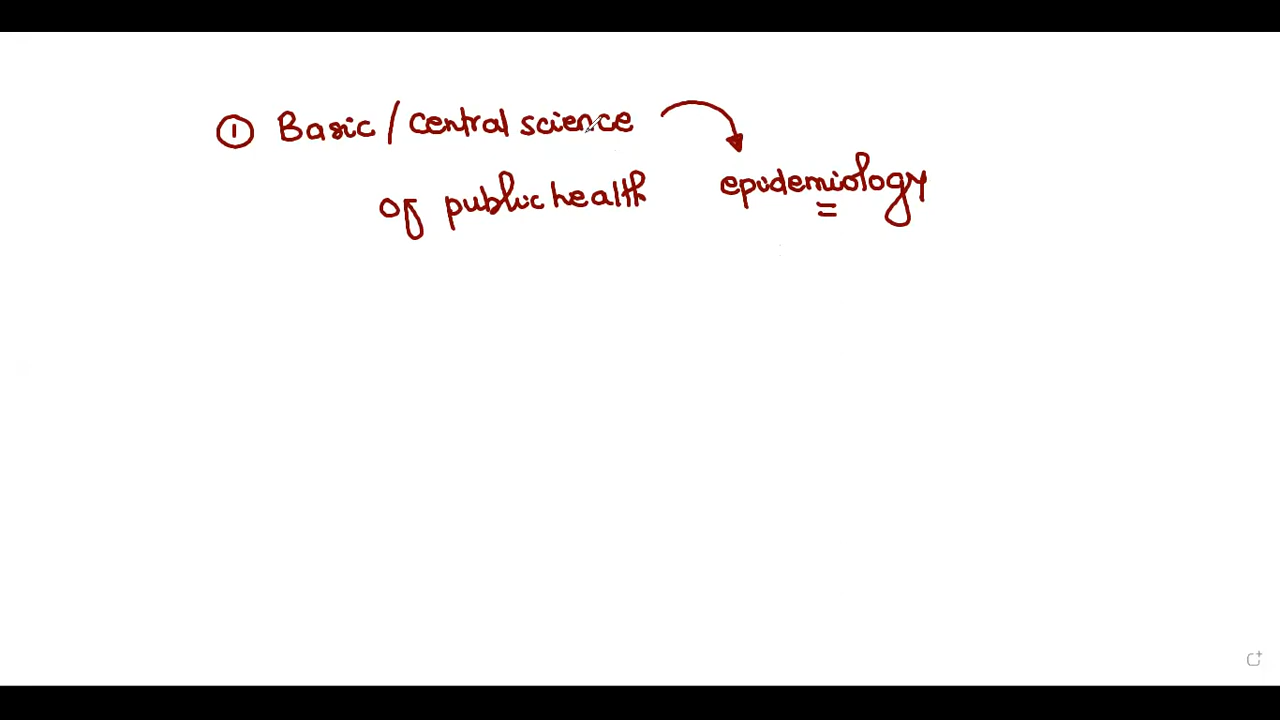 ① Basic / central science
of public health epidemiology